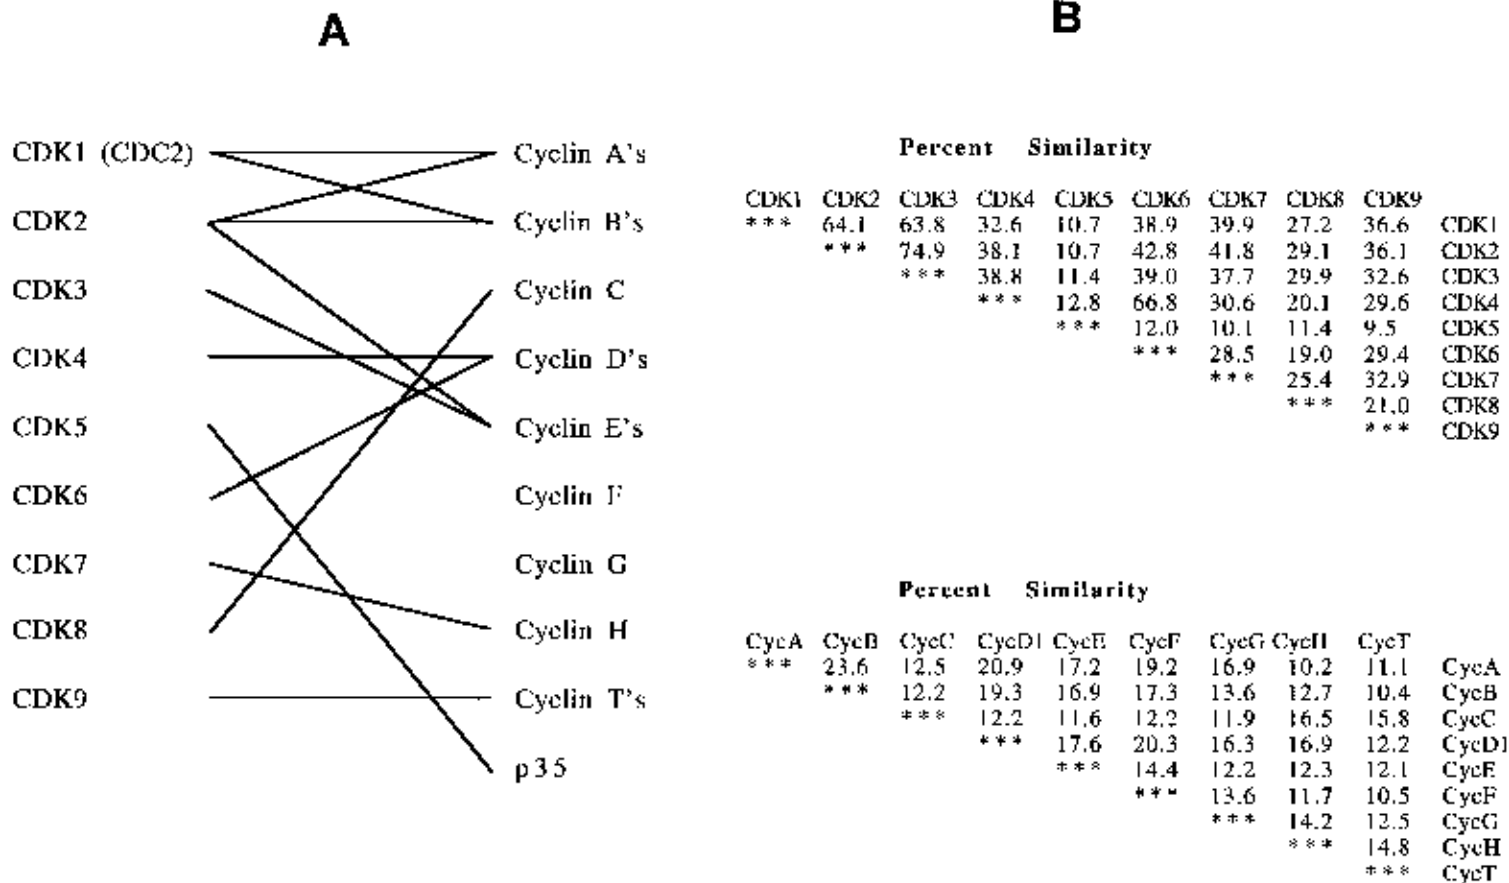 A
B
CDK1 (CDC2)
CDK2
CDK3
CDK4
CDK5
CDK6
CDK7
CDK8
CDK9
Cyclin A's
Cyclin B's
Cyclin C
Cyclin D's
Cyclin E's
Cyclin F
Cyclin G
Cyclin H
Cyclin T's
p35
Percent Similarity
CDK1 CDK2 CDK3 CDK4 CDK5 CDK6 CDK7 CDK8 CDK9
*** 64.1 63.8 32.6 10.7 38.9 39.9 27.2 36.6 CDK1
*** 74.9 38.1 10.7 42.8 41.8 29.1 36.1 CDK2
*** 38.8 11.4 39.0 37.7 29.9 32.6 CDK3
*** 12.8 66.8 30.6 20.1 29.6 CDK4
*** 12.0 10.1 11.4 9.5 CDK5
*** 28.5 19.0 29.4 CDK6
*** 25.4 32.9 CDK7
*** 21.0 CDK8
*** CDK9
Percent Similarity
CycA CycB CycC CycD1 CycE CycF CycG CycH CycT
*** 23.6 12.5 20.9 17.2 19.2 16.9 10.2 11.1 CycA
*** 12.2 19.3 16.9 17.3 13.6 12.7 10.4 CycB
*** 12.2 11.6 12.2 11.9 16.5 15.8 CycC
*** 17.6 20.3 16.3 16.9 12.2 CycD1
*** 14.4 12.2 12.3 12.1 CycE
*** 13.6 11.7 10.5 CycF
*** 14.2 12.5 CycG
*** 14.8 CycH
*** CycT